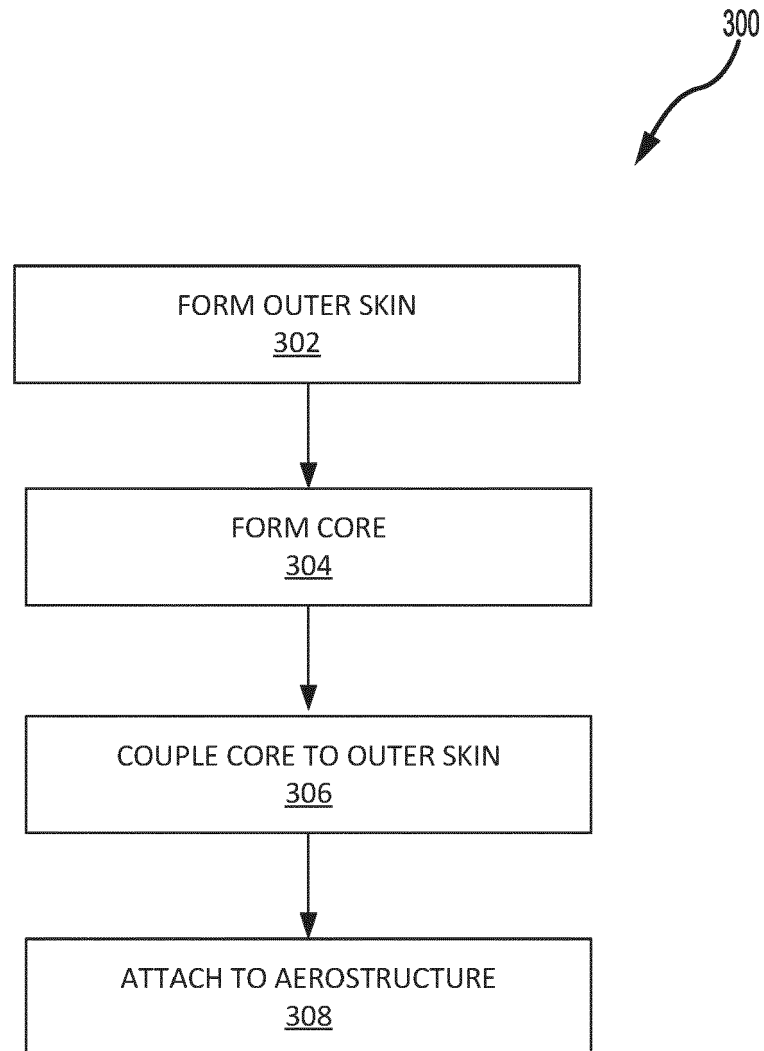 300
FORM OUTER SKIN
302
FORM CORE
304
COUPLE CORE TO OUTER SKIN
306
ATTACH TO AEROSTRUCTURE
308